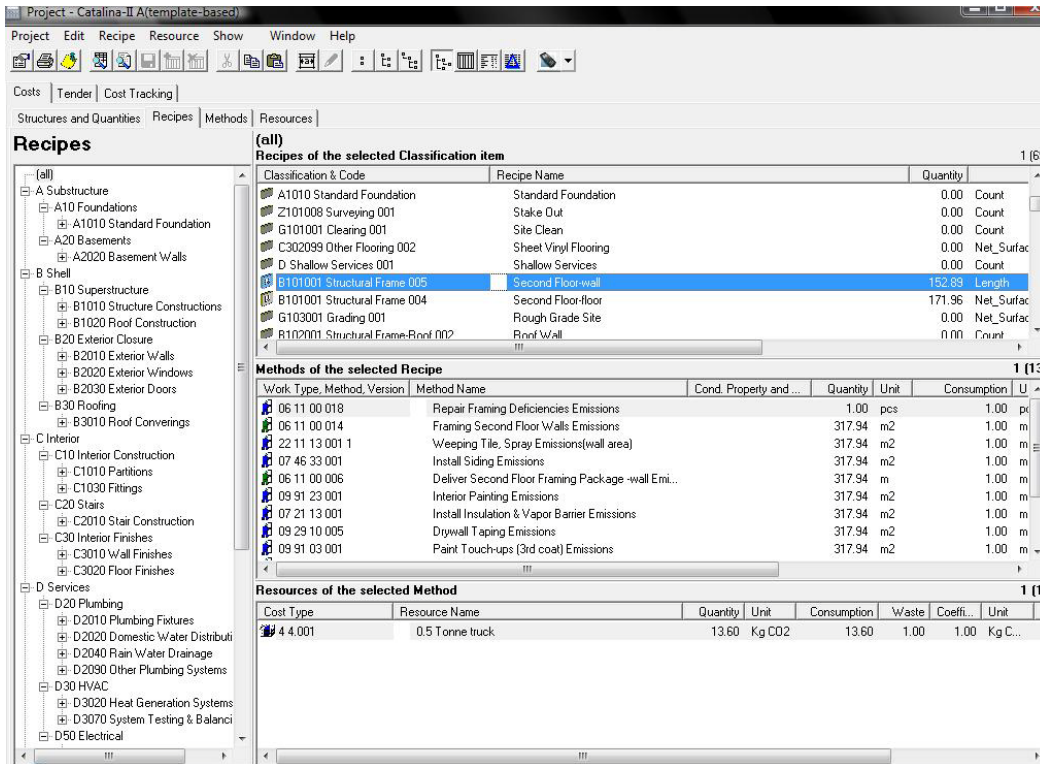 Project - Catalina-II A(template-based)
Project Edit Recipe Resource Show Window Help
Costs Tender Cost Tracking
Structures and Quantities Recipes Methods Resources
Recipes
(all)
A Substructure
A10 Foundations
A1010 Standard Foundation
A20 Basements
A2020 Basement Walls
B Shell
B10 Superstructure
B1010 Structure Constructions
B1020 Roof Construction
B20 Exterior Closure
B2010 Exterior Walls
B2020 Exterior Windows
B2030 Exterior Doors
B30 Roofing
B3010 Roof Converings
C Interior
C10 Interior Construction
C1010 Partitions
C1030 Fittings
C20 Stairs
C2010 Stair Construction
C30 Interior Finishes
C3010 Wall Finishes
C3020 Floor Finishes
D Services
D20 Plumbing
D2010 Plumbing Fixtures
D2020 Domestic Water Distributi
D2040 Rain Water Drainage
D2090 Other Plumbing Systems
D30 HVAC
D3020 Heat Generation Systems
D3070 System Testing & Balanci
D50 Electrical
(all)
Recipes of the selected Classification item 1 (6
Classification & Code Recipe Name Quantity
A1010 Standard Foundation Standard Foundation 0.00 Count
Z101008 Surveying 001 Stake Out 0.00 Count
G101001 Clearing 001 Site Clean 0.00 Count
C302099 Other Flooring 002 Sheet Vinyl Flooring 0.00 Net_Surfac
D Shallow Services 001 Shallow Services 0.00 Count
B101001 Structural Frame 005 Second Floor-wall 152.89 Length
B101001 Structural Frame 004 Second Floor-floor 171.96 Net_Surfac
G103001 Grading 001 Rough Grade Site 0.00 Net_Surfac
B102001 Structural Frame-Roof 002 Roof Wall 0.00 Count
Methods of the selected Recipe 1 (13
Work Type, Method, Version Method Name Cond. Property and ... Quantity Unit Consumption U
06 11 00 018 Repair Framing Deficiencies Emissions 1.00 pcs 1.00 pc
06 11 00 014 Framing Second Floor Walls Emissions 317.94 m2 1.00 m
22 11 13 001 1 Weeping Tile, Spray Emissions(wall area) 317.94 m2 1.00 m
07 46 33 001 Install Siding Emissions 317.94 m2 1.00 m
06 11 00 006 Deliver Second Floor Framing Package -wall Emi... 317.94 m 1.00 m
09 91 23 001 Interior Painting Emissions 317.94 m2 1.00 m
07 21 13 001 Install Insulation & Vapor Barrier Emissions 317.94 m2 1.00 m
09 29 10 005 Drywall Taping Emissions 317.94 m2 1.00 m
09 91 03 001 Paint Touch-ups (3rd coat) Emissions 317.94 m2 1.00 m
Resources of the selected Method 1 (1
Cost Type Resource Name Quantity Unit Consumption Waste Coeffi... Unit
4 4.001 0.5 Tonne truck 13.60 Kg CO2 13.60 1.00 1.00 Kg C...